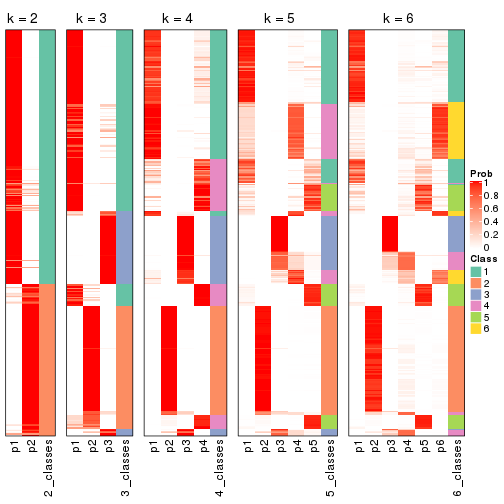 k = 2 k = 3 k = 4 k = 5 k = 6
Prob
1
0.8
0.6
0.4
0.2
0
Class
1
2
3
4
5
6
p1 p2 2_classes
p1 p2 p3 3_classes
p1 p2 p3 p4 4_classes
p1 p2 p3 p4 p5 5_classes
p1 p2 p3 p4 p5 p6 6_classes